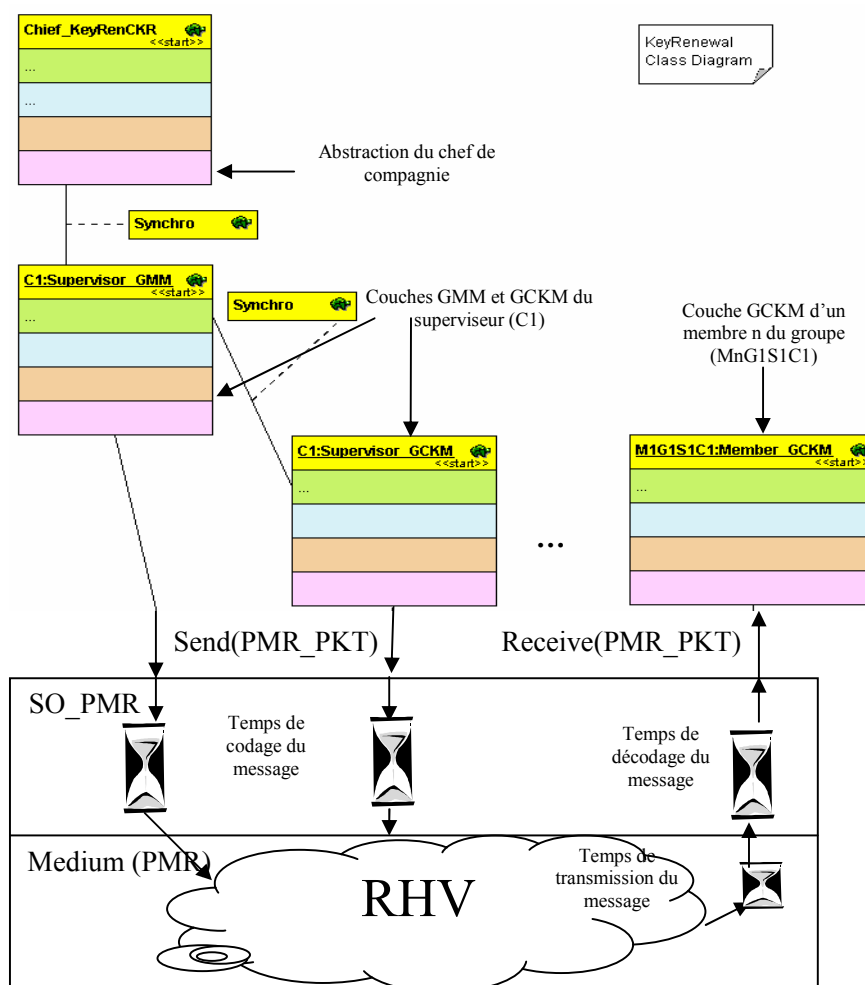 Chief_KeyRenCKR
<<start>>
...
...
KeyRenewal
Class Diagram
Abstraction du chef de
compagnie
Synchro
C1:Supervisor_GMM
<<start>>
...
Synchro
Couches GMM et GCKM du
superviseur (C1)
Couche GCKM d'un
membre n du groupe
(MnG1S1C1)
C1:Supervisor_GCKM
<<start>>
...
...
M1G1S1C1:Member_GCKM
<<start>>
...
Send(PMR_PKT)
Receive(PMR_PKT)
SO_PMR
Temps de
codage du
message
Temps de
décodage du
message
Medium (PMR)
RHV
Temps de
transmission du
message